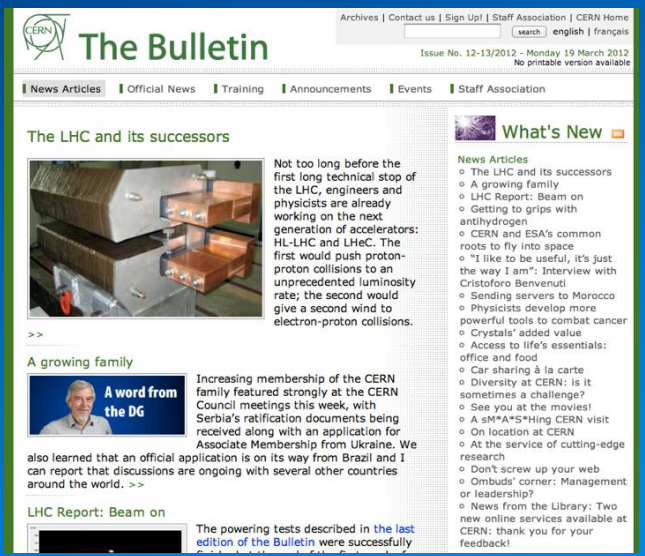 Archives | Contact us | Sign Up! | Staff Association | CERN Home
CERN
The Bulletin
search
english | français
Issue No. 12-13/2012 - Monday 19 March 2012
No printable version available
News Articles
Official News
Training
Announcements
Events
Staff Association
The LHC and its successors
Not too long before the
first long technical stop of
the LHC, engineers and
physicists are already
working on the next
generation of accelerators:
HL-LHC and LHeC. The
first would push proton-
proton collisions to an
unprecedented luminosity
rate; the second would
give a second wind to
electron-proton collisions.
>>
A growing family
A word from
the DG
Increasing membership of the CERN
family featured strongly at the CERN
Council meetings this week, with
Serbia's ratification documents being
received along with an application for
Associate Membership from Ukraine. We
also learned that an official application is on its way from Brazil and I
can report that discussions are ongoing with several other countries
around the world. >>
LHC Report: Beam on
The powering tests described in the last
edition of the Bulletin were successfully
What's New
News Articles
The LHC and its successors
A growing family
LHC Report: Beam on
Getting to grips with
antihydrogen
CERN and ESA's common
roots to fly into space
"I like to be useful, it's just
the way I am": Interview with
Cristoforo Benvenuti
Sending servers to Morocco
Physicists develop more
powerful tools to combat cancer
Crystals' added value
Access to life's essentials:
office and food
Car sharing à la carte
Diversity at CERN: is it
sometimes a challenge?
See you at the movies!
A sM*A*S*Hing CERN visit
On location at CERN
At the service of cutting-edge
research
Don't screw up your web
Ombuds' corner: Management
or leadership?
News from the Library: Two
new online services available at
CERN: thank you for your
feedback!